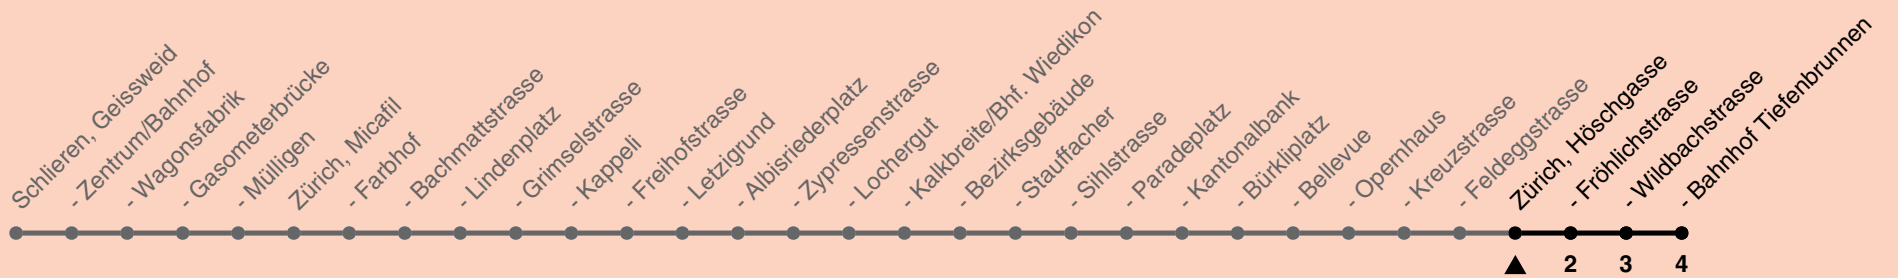 Schlieren, Geissweid
- Zentrum/Bahnhof
- Wagonsfabrik
- Gasometerbrücke
- Mülligen
Zürich, Micafil
- Farbhof
- Bachmattstrasse
- Lindenplatz
- Grimselstrasse
- Kappeli
- Freihofstrasse
- Letzigrund
- Albisriederplatz
- Zypressenstrasse
- Lochergut
- Kalkbreite/Bhf. Wiedikon
- Bezirksgebäude
- Stauffacher
- Sihlstrasse
- Paradeplatz
- Kantonalbank
- Bürkliplatz
- Bellevue
- Opernhaus
- Kreuzstrasse
- Feldeggstrasse
Zürich, Höschgasse
- Fröhlichstrasse
- Wildbachstrasse
- Bahnhof Tiefenbrunnen
2 3 4